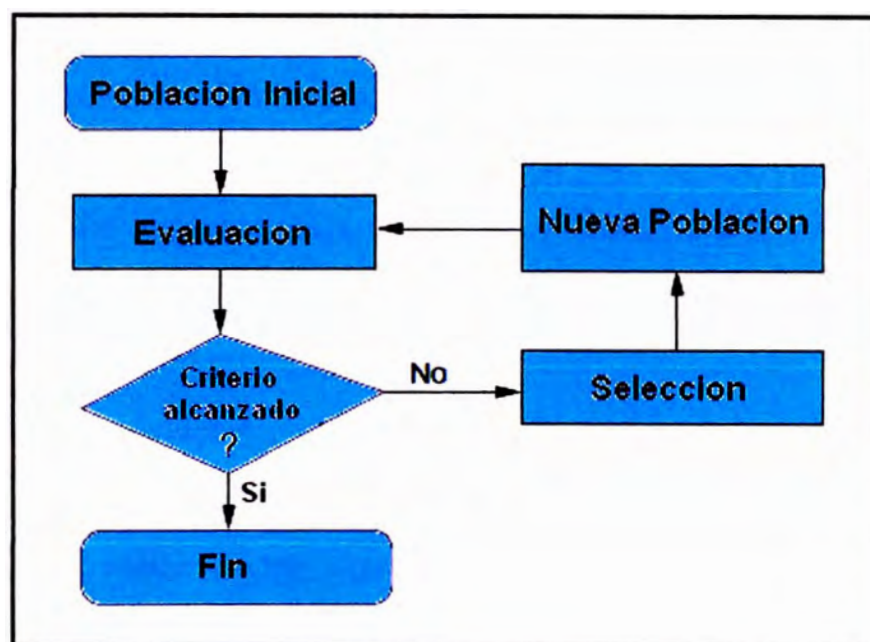 Poblacion Inicial
Evaluacion
Nueva Poblacion
Criterio
alcanzado
?
No
Seleccion
Si
Fin